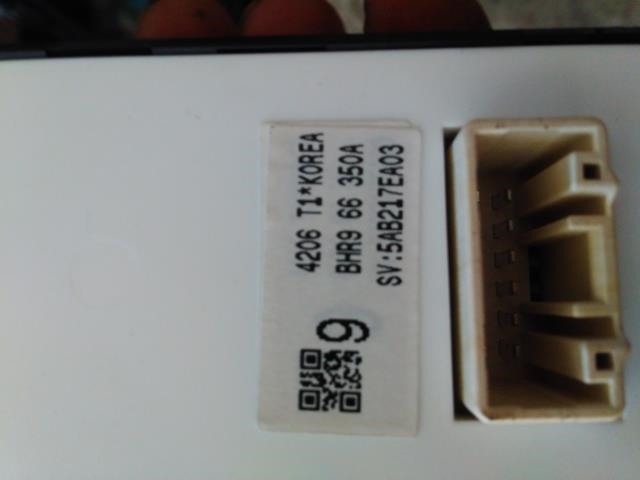 4206 T1*KOREA
BHR9 66 350A
SV:5AB217EA03
9